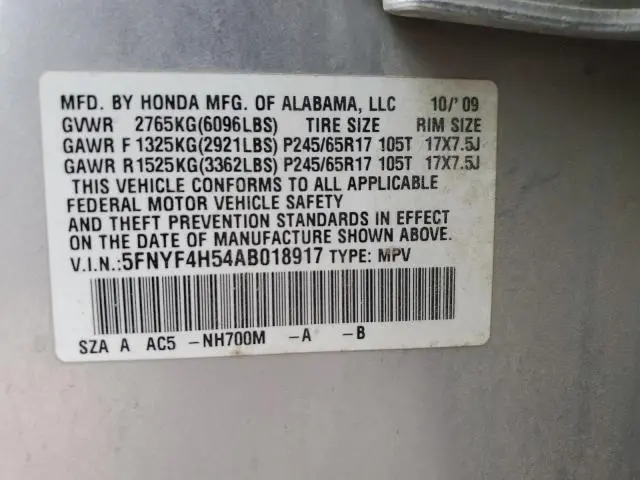 MFD. BY HONDA MFG. OF ALABAMA, LLC 10/'09
GVWR 2765KG(6096LBS) TIRE SIZE RIM SIZE
GAWR F 1325KG(2921LBS) P245/65R17 105T 17X7.5J
GAWR R1525KG(3362LBS) P245/65R17 105T 17X7.5J
THIS VEHICLE CONFORMS TO ALL APPLICABLE
FEDERAL MOTOR VEHICLE SAFETY
AND THEFT PREVENTION STANDARDS IN EFFECT
ON THE DATE OF MANUFACTURE SHOWN ABOVE.
V.I.N.:5FNYF4H54AB018917 TYPE: MPV
SZA A AC5 -NH700M -A -B